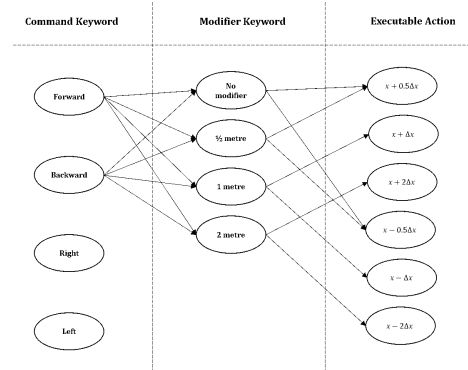 Command Keyword
Modifier Keyword
Executable Action
Forward
Backward
Right
Left
No
modifier
½ metre
1 metre
2 metre
x + 0.5Δx
x + Δx
x + 2Δx
x − 0.5Δx
x − Δx
x − 2Δx